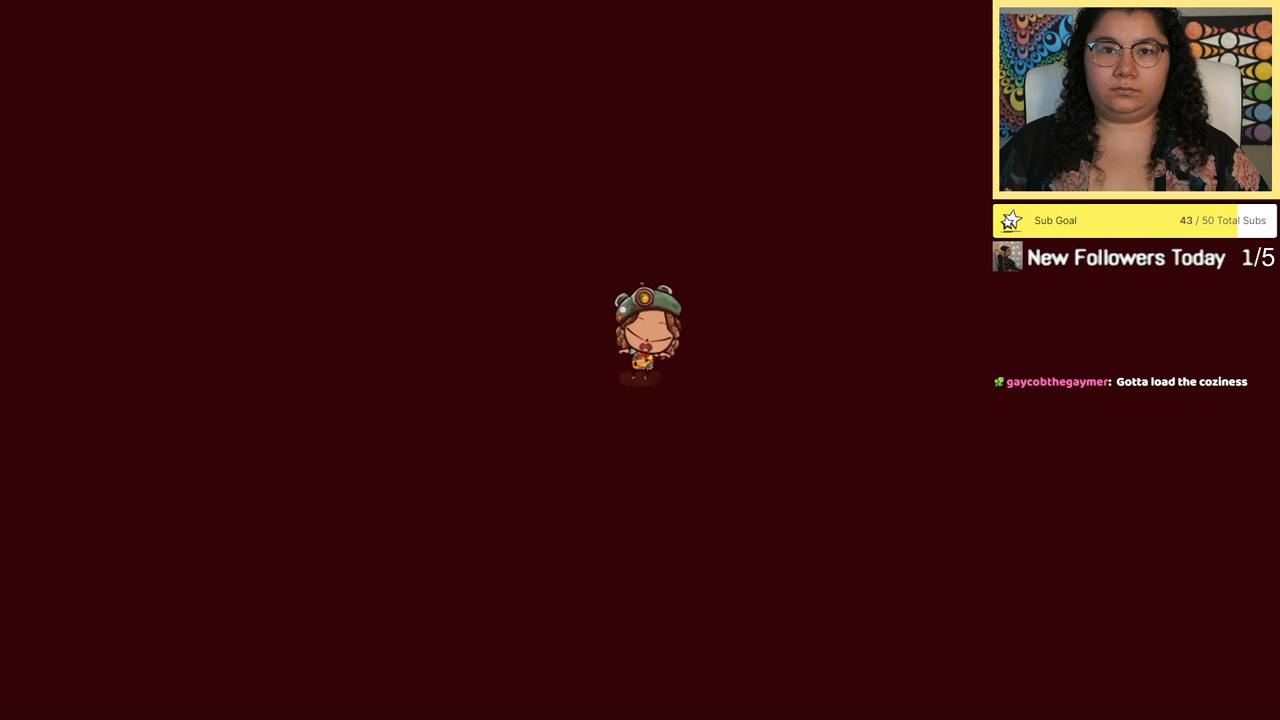 Sub Goal 43 / 50 Total Subs
New Followers Today 1/5
gaycobthegaymer: Gotta load the coziness